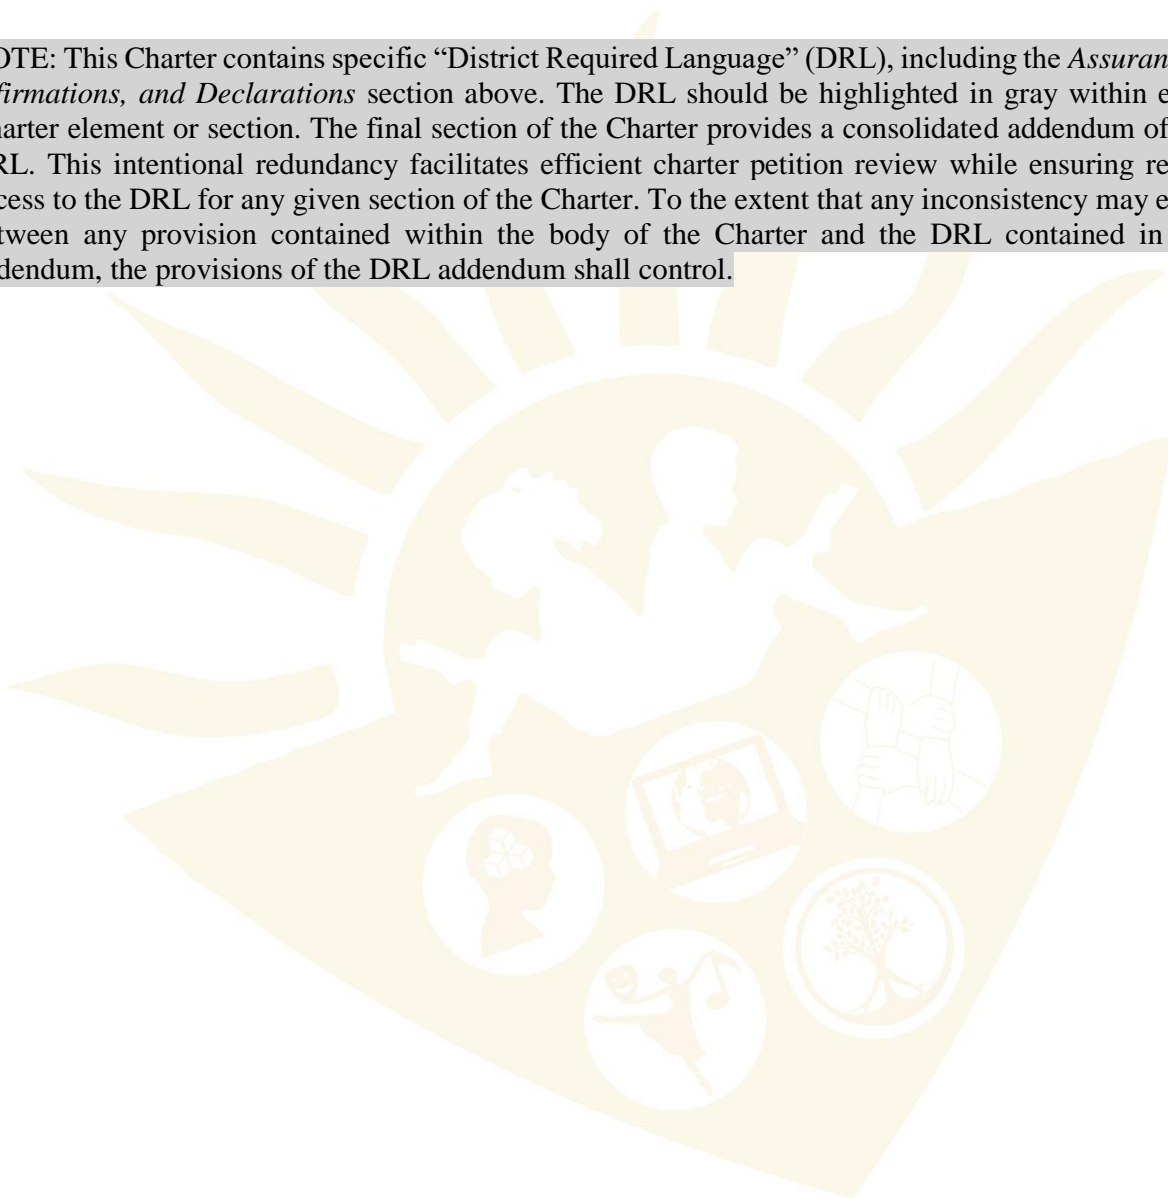 OTE: This Charter contains specific “District Required Language” (DRL), including the Assuran
firmations, and Declarations section above. The DRL should be highlighted in gray within e
harter element or section. The final section of the Charter provides a consolidated addendum of
RL. This intentional redundancy facilitates efficient charter petition review while ensuring re
cess to the DRL for any given section of the Charter. To the extent that any inconsistency may e
tween any provision contained within the body of the Charter and the DRL contained in
dendum, the provisions of the DRL addendum shall control.